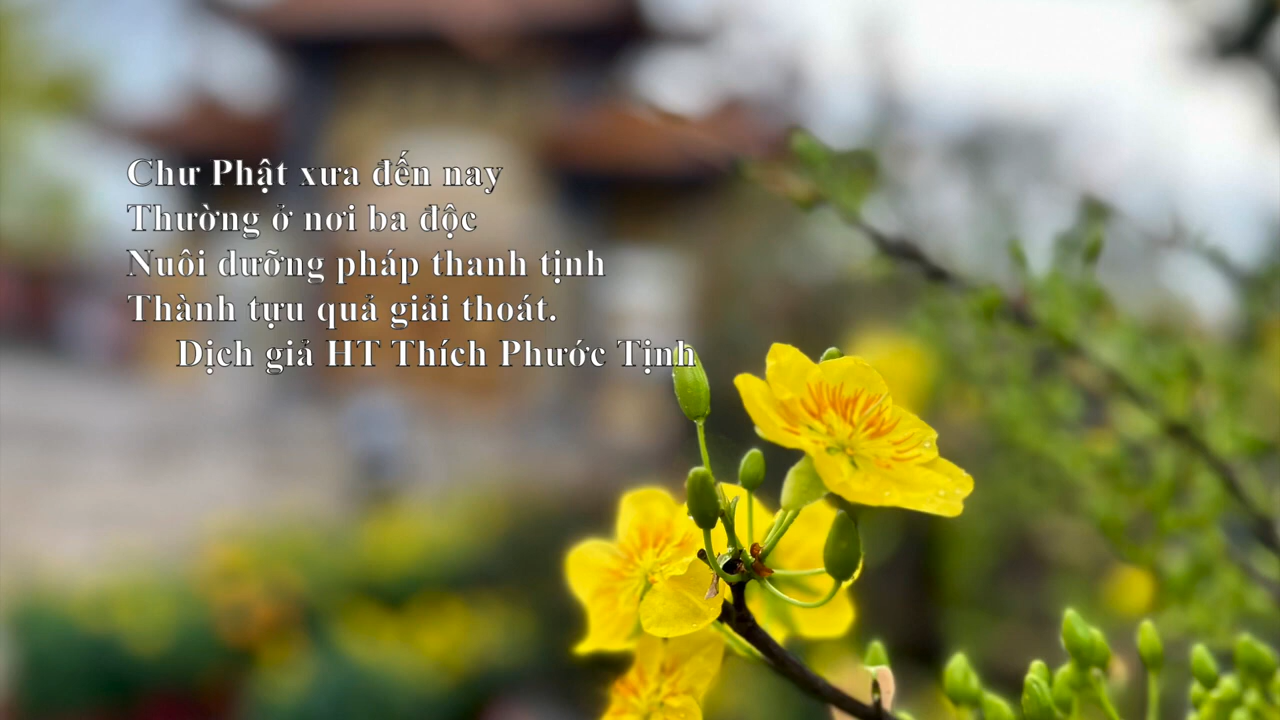 Chư Phật xưa đến nay
Thường ở nơi ba độc
Nuôi dưỡng pháp thanh tịnh
Thành tựu quả giải thoát.
Dịch giả HT Thích Phước Tịnh